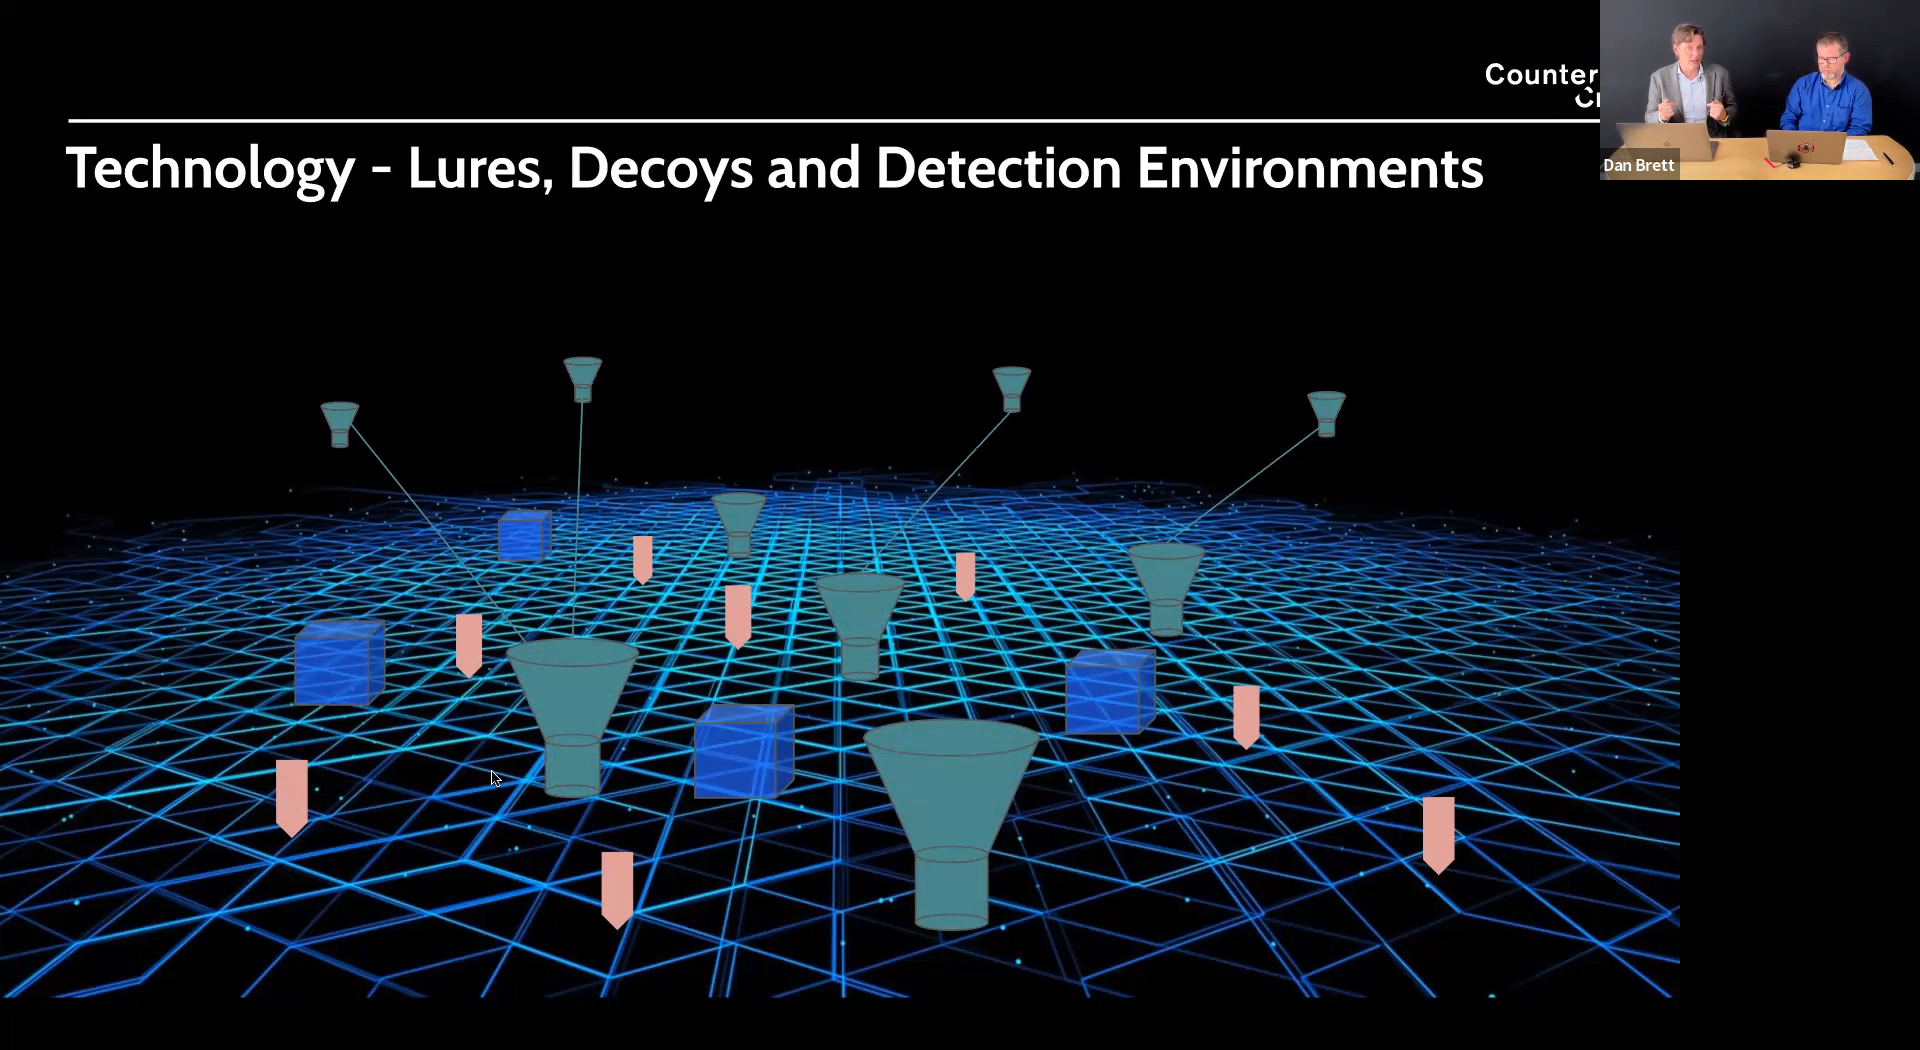 Counter
Technology - Lures, Decoys and Detection Environments
Dan Brett